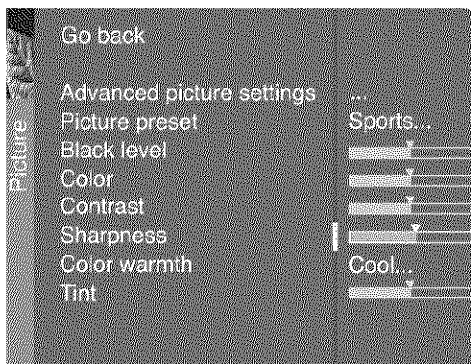 Picture
Go back
Advanced picture settings ...
Picture preset Sports...
Black level
Color
Contrast
Sharpness
Color warmth Cool...
Tint